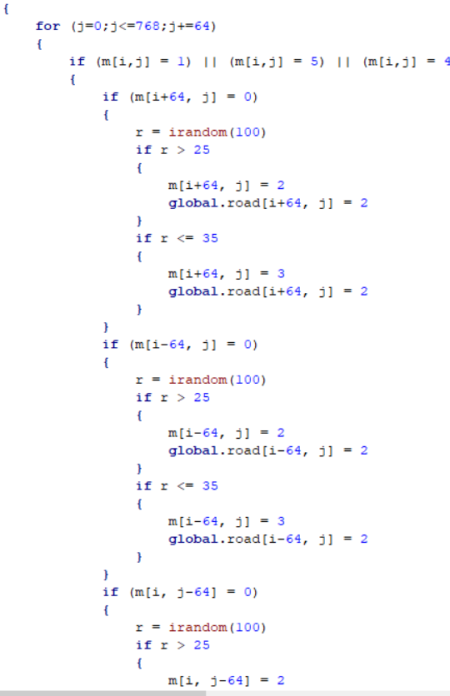 {
for (j=0;j<=768;j+=64)
{
if (m[i,j] = 1) || (m[i,j] = 5) || (m[i,j] = 4
{
if (m[i+64, j] = 0)
{
r = irandom(100)
if r > 25
{
m[i+64, j] = 2
global.road[i+64, j] = 2
}
if r <= 35
{
m[i+64, j] = 3
global.road[i+64, j] = 2
}
}
if (m[i-64, j] = 0)
{
r = irandom(100)
if r > 25
{
m[i-64, j] = 2
global.road[i-64, j] = 2
}
if r <= 35
{
m[i-64, j] = 3
global.road[i-64, j] = 2
}
}
if (m[i, j-64] = 0)
{
r = irandom(100)
if r > 25
{
m[i, j-64] = 2